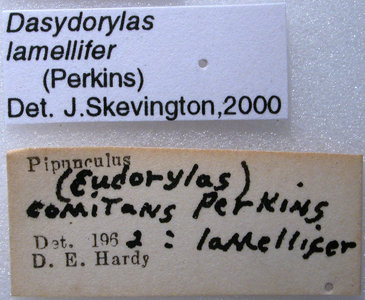 Dasydorylas
lamellifer
(Perkins)
Det. J.Skevington,2000
Pipunculus
(Eudorylas)
comitans Perkins
Det. 1962 = lamellifer
D. E. Hardy